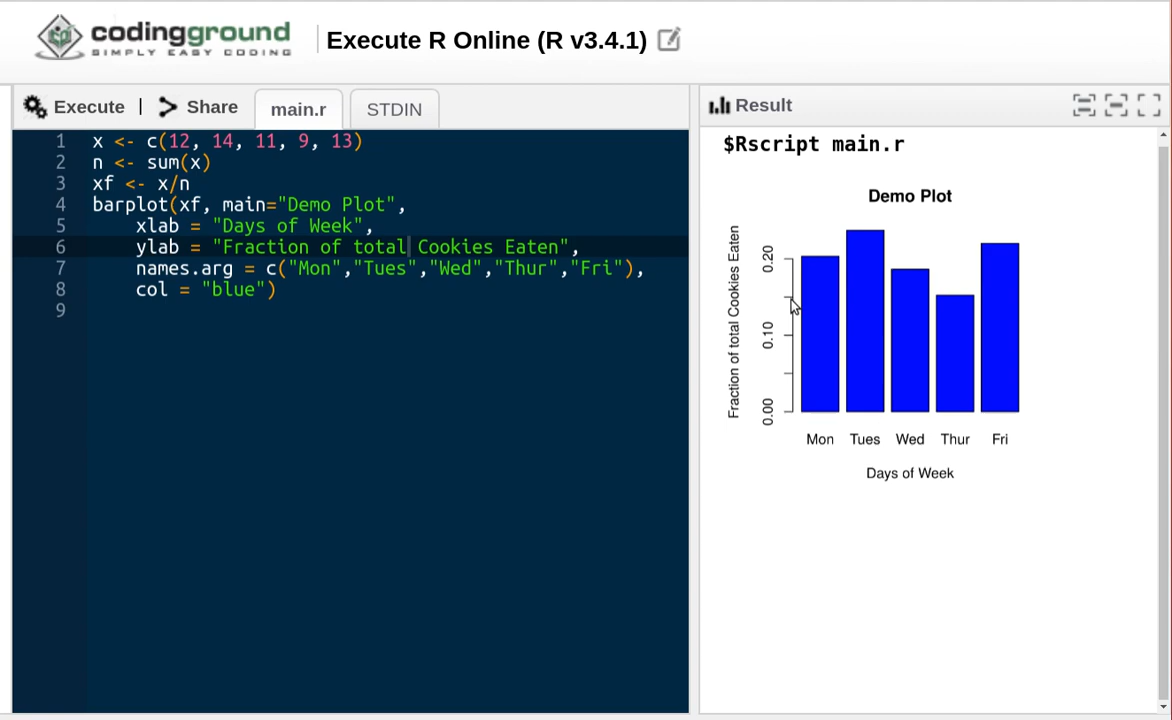 codingground
SIMPLY EASY CODING
Execute R Online (R v3.4.1)
Execute | Share main.r STDIN
1 x <- c(12, 14, 11, 9, 13)
2 n <- sum(x)
3 xf <- x/n
4 barplot(xf, main="Demo Plot",
5 xlab = "Days of Week",
6 ylab = "Fraction of total Cookies Eaten",
7 names.arg = c("Mon","Tues","Wed","Thur","Fri"),
8 col = "blue")
9
Result
$Rscript main.r
Demo Plot
Fraction of total Cookies Eaten
0.20
0.10
0.00
Mon Tues Wed Thur Fri
Days of Week